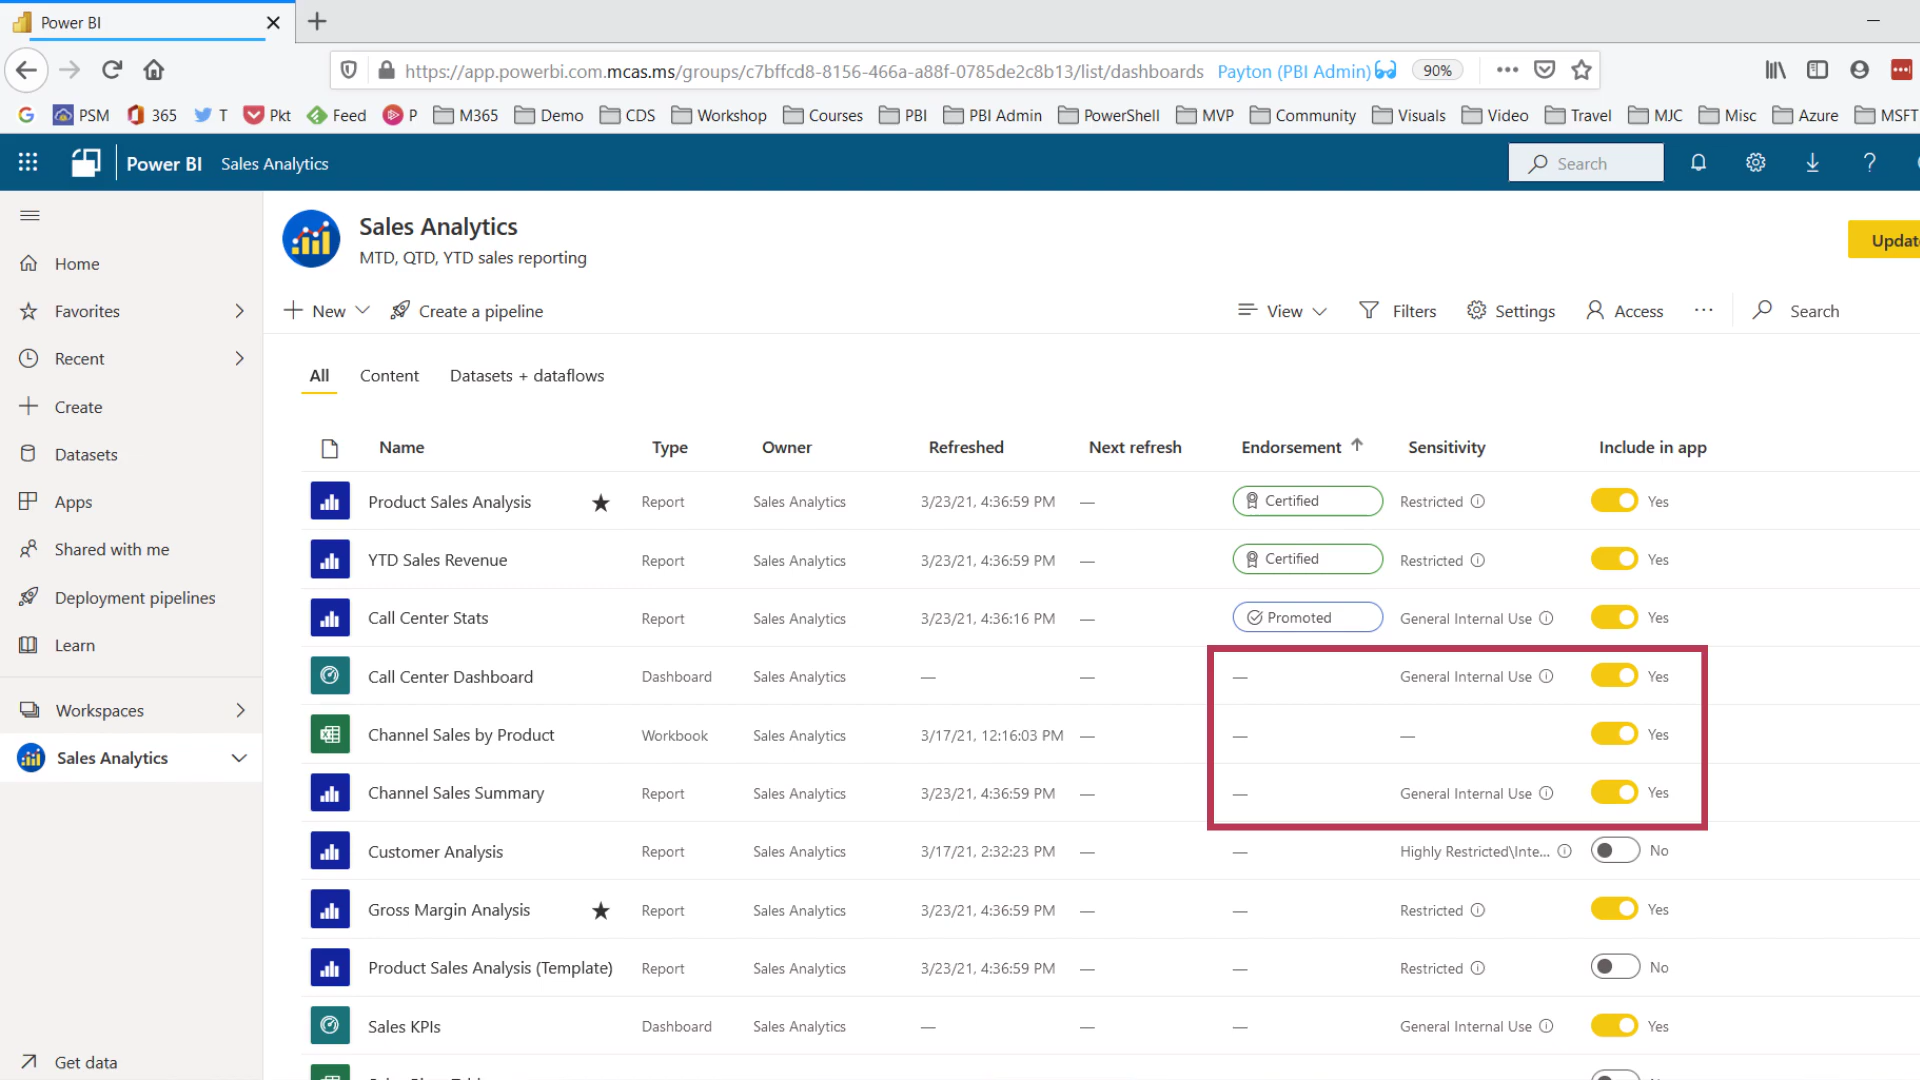 Power BI
https://app.powerbi.com.mcas.ms/groups/c7bffcd8-8156-466a-a88f-0785de2c8b13/list/dashboards Payton (PBI Admin) 90%
G PSM 365 T Pkt Feed P M365 Demo CDS Workshop Courses PBI PBI Admin PowerShell MVP Community Visuals Video Travel MJC Misc Azure MSFT
Power BI Sales Analytics Search ?
Sales Analytics
MTD, QTD, YTD sales reporting
Updat
Home
Favorites
Recent
Create
Datasets
Apps
Shared with me
Deployment pipelines
Learn
Workspaces
Sales Analytics
Get data
New Create a pipeline View Filters Settings Access ... Search
All Content Datasets + dataflows
Name Type Owner Refreshed Next refresh Endorsement Sensitivity Include in app
Product Sales Analysis Report Sales Analytics 3/23/21, 4:36:59 PM — Certified Restricted Yes
YTD Sales Revenue Report Sales Analytics 3/23/21, 4:36:59 PM — Certified Restricted Yes
Call Center Stats Report Sales Analytics 3/23/21, 4:36:16 PM — Promoted General Internal Use Yes
Call Center Dashboard Dashboard Sales Analytics — — — General Internal Use Yes
Channel Sales by Product Workbook Sales Analytics 3/17/21, 12:16:03 PM — — — Yes
Channel Sales Summary Report Sales Analytics 3/23/21, 4:36:59 PM — — General Internal Use Yes
Customer Analysis Report Sales Analytics 3/17/21, 2:32:23 PM — — Highly Restricted\Inte... No
Gross Margin Analysis Report Sales Analytics 3/23/21, 4:36:59 PM — — Restricted Yes
Product Sales Analysis (Template) Report Sales Analytics 3/23/21, 4:36:59 PM — — Restricted No
Sales KPIs Dashboard Sales Analytics — — — General Internal Use Yes